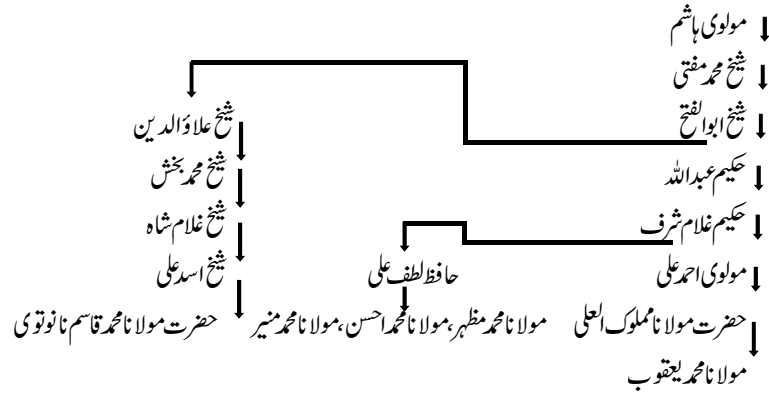 مولوی ہاشم
شیخ محمد مفتی
شیخ ابوالفتح
شیخ علاؤالدین
حکیم عبداللہ
شیخ محمد بخش
حکیم غلام شرف
شیخ غلام شاہ
مولوی احمد علی
حافظ لطف علی
شیخ اسد علی
حضرت مولانا مملوک العلی
مولانا محمد مظہر، مولانا محمد احسن، مولانا محمد منیر
حضرت مولانا محمد قاسم نانوتوی
مولانا محمد یعقوب